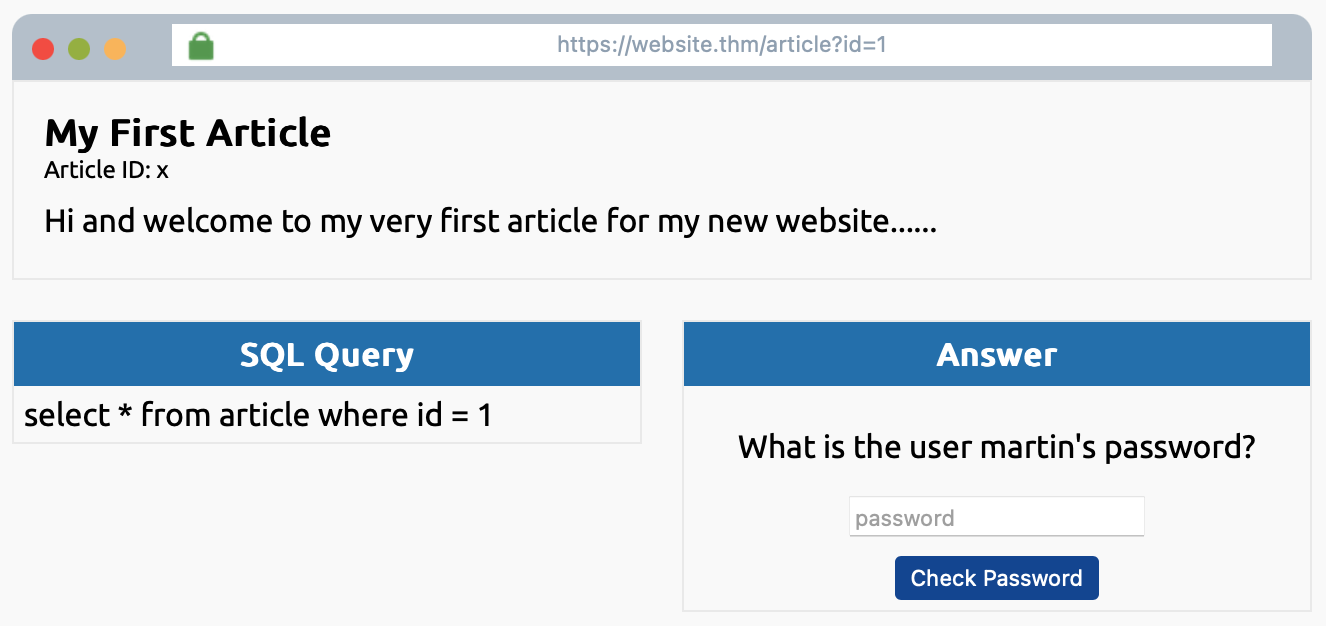 https://website.thm/article?id=1
My First Article
Article ID: x
Hi and welcome to my very first article for my new website......
SQL Query
select * from article where id = 1
Answer
What is the user martin's password?
password
Check Password